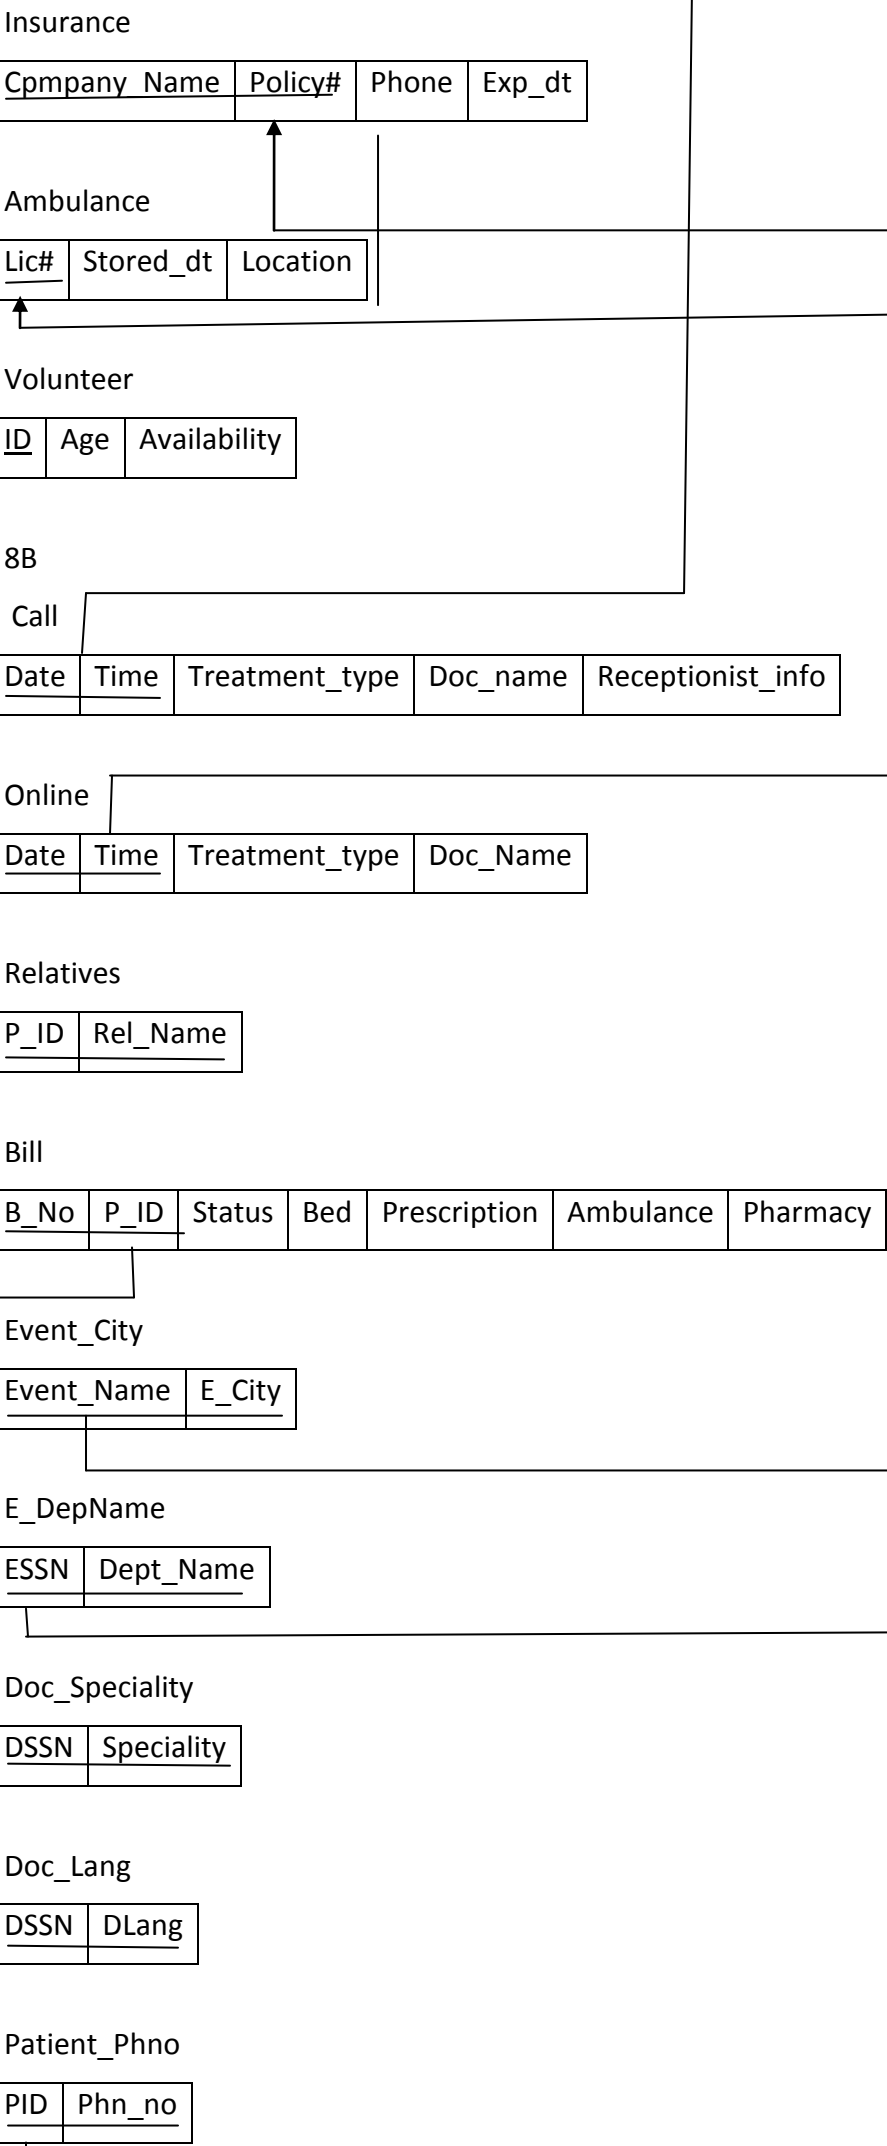 Insurance
Cpmpany_Name Policy# Phone Exp_dt
Ambulance
Lic# Stored_dt Location
Volunteer
ID Age Availability
8B
Call
Date Time Treatment_type Doc_name Receptionist_info
Online
Date Time Treatment_type Doc_Name
Relatives
P_ID Rel_Name
Bill
B_No P_ID Status Bed Prescription Ambulance Pharmacy
Event_City
Event_Name E_City
E_DepName
ESSN Dept_Name
Doc_Speciality
DSSN Speciality
Doc_Lang
DSSN DLang
Patient_Phno
PID Phn_no